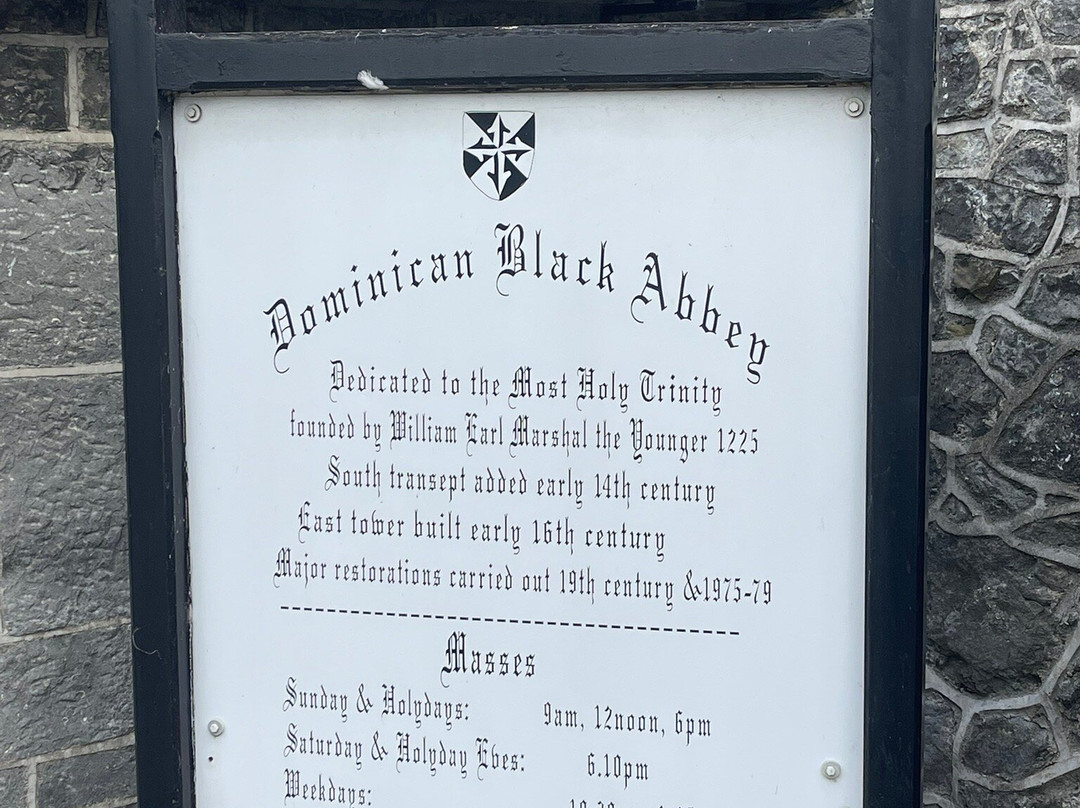 Dominican Black Abbey
Dedicated to the Most Holy Trinity
founded by William Earl Marshal the Younger 1225
South transept added early 14th century
East tower built early 16th century
Major restorations carried out 19th century &1975-79
Masses
Sunday & Holydays: 9am, 12noon, 6pm
Saturday & Holyday Eves: 6.10pm
Weekdays: